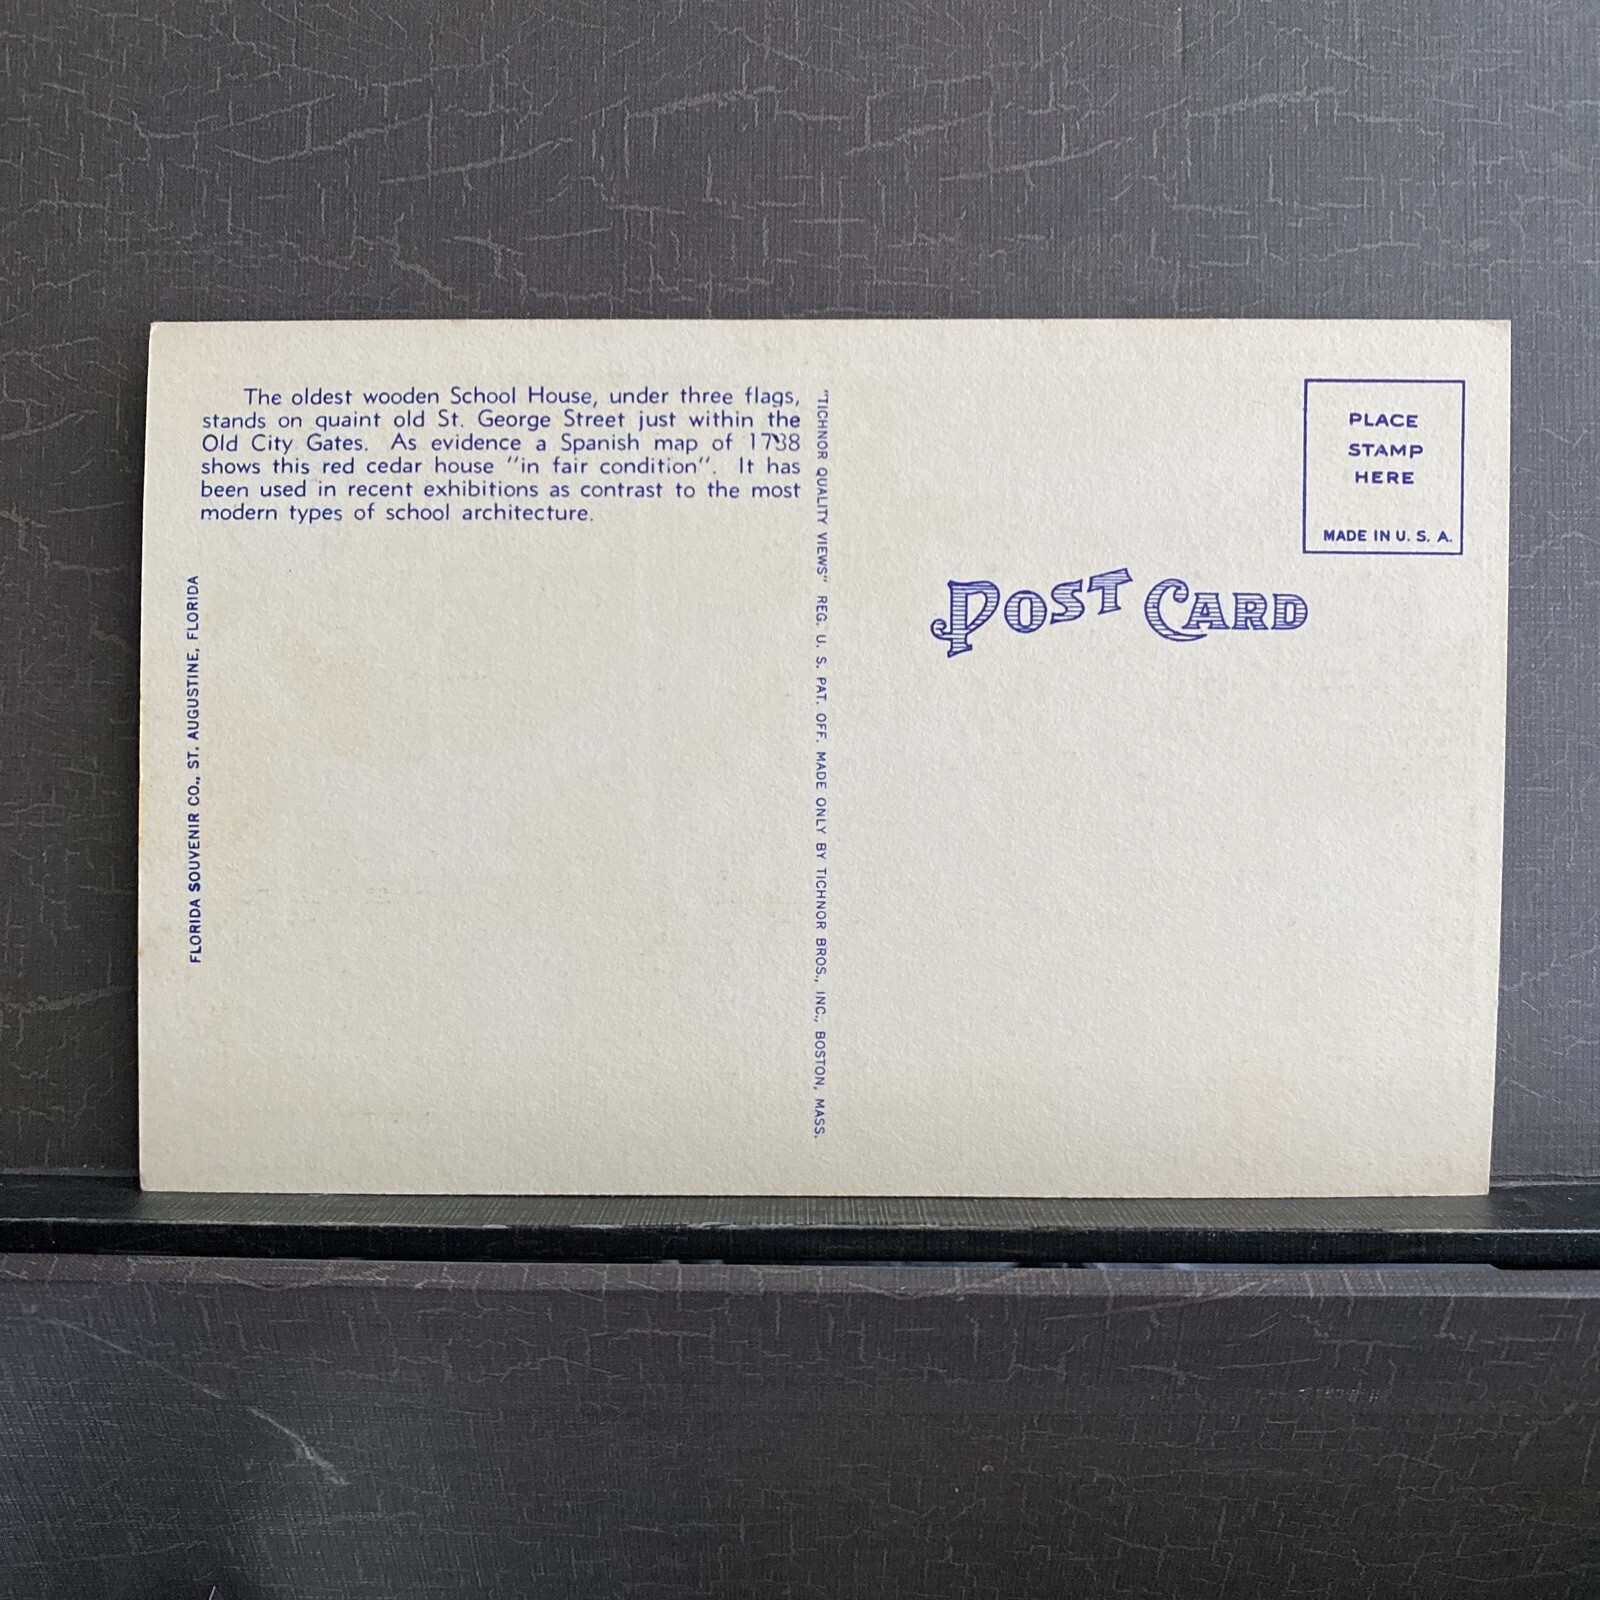 The oldest wooden School House, under three flags,
stands on quaint old St. George Street just within the
Old City Gates. As evidence a Spanish map of 1738
shows this red cedar house "in fair condition". It has
been used in recent exhibitions as contrast to the most
modern types of school architecture.
FLORIDA SOUVENIR CO., ST. AUGUSTINE, FLORIDA
"TICHNOR QUALITY VIEWS" REG. U. S. PAT. OFF. MADE ONLY BY TICHNOR BROS., INC., BOSTON, MASS.
PLACE
STAMP
HERE
MADE IN U. S. A.
POST CARD